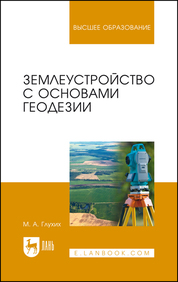 ВЫСШЕЕ ОБРАЗОВАНИЕ
ЗЕМЛЕУСТРОЙСТВО
С ОСНОВАМИ
ГЕОДЕЗИИ
М. А. Глухих
ЛАНЬ
E.LANBOOK.COM